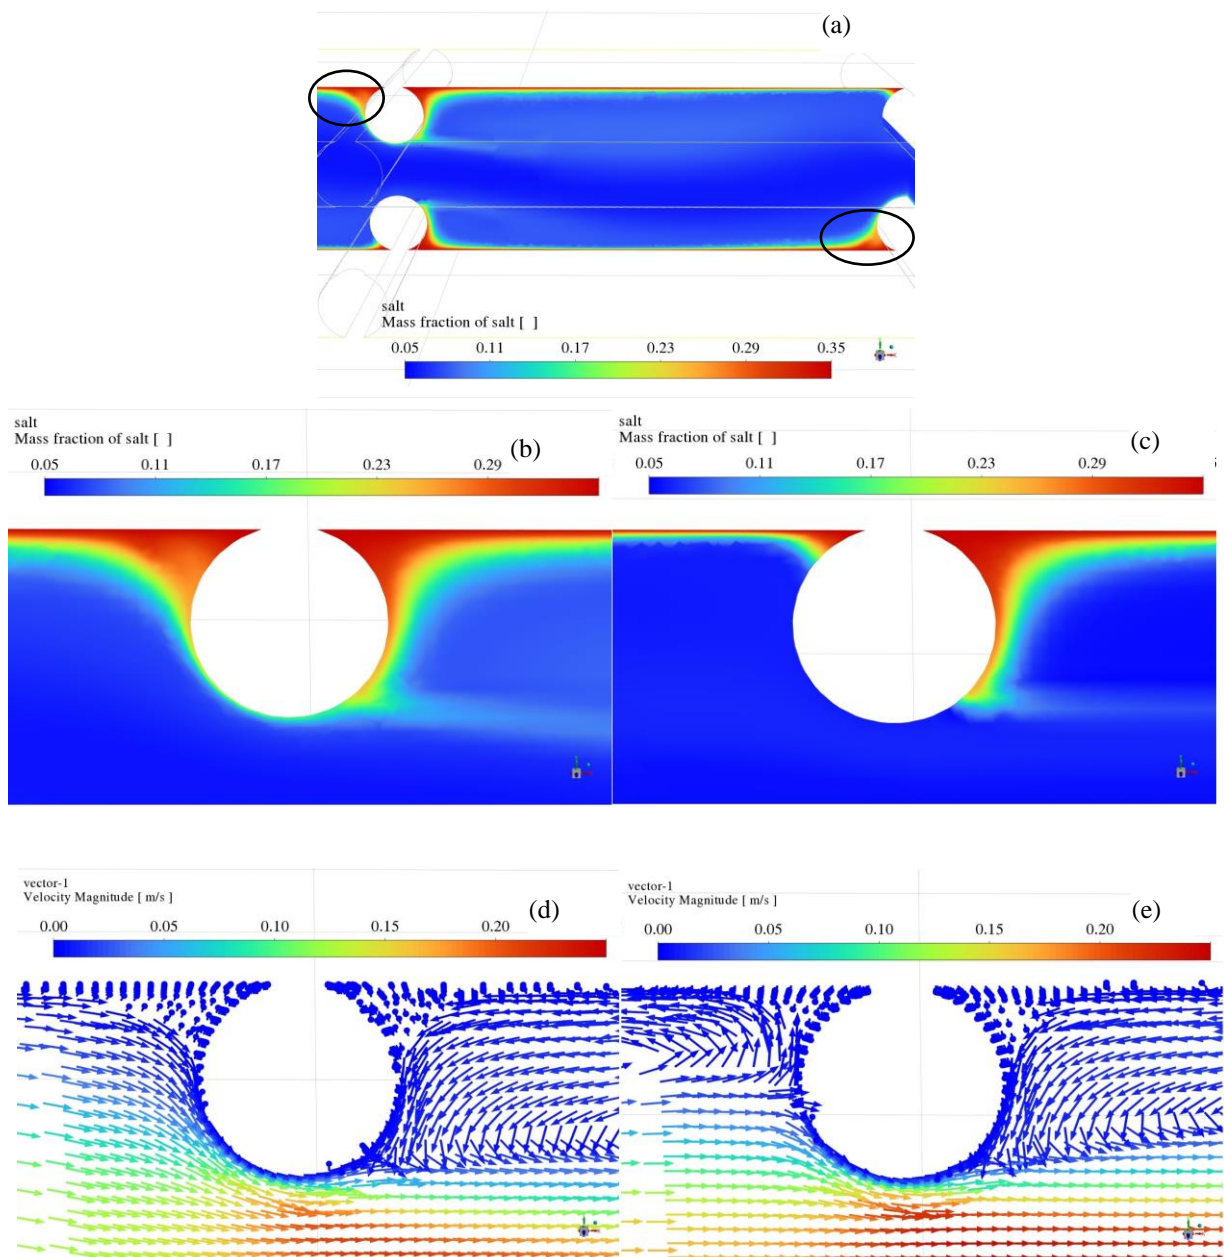 (a)
salt
Mass fraction of salt [ ]
0.05 0.11 0.17 0.23 0.29 0.35
salt
Mass fraction of salt [ ]
(b)
0.05 0.11 0.17 0.23 0.29
salt
Mass fraction of salt [ ]
(c)
0.05 0.11 0.17 0.23 0.29
vector-1
Velocity Magnitude [ m/s ]
(d)
0.00 0.05 0.10 0.15 0.20
vector-1
Velocity Magnitude [ m/s ]
(e)
0.00 0.05 0.10 0.15 0.20